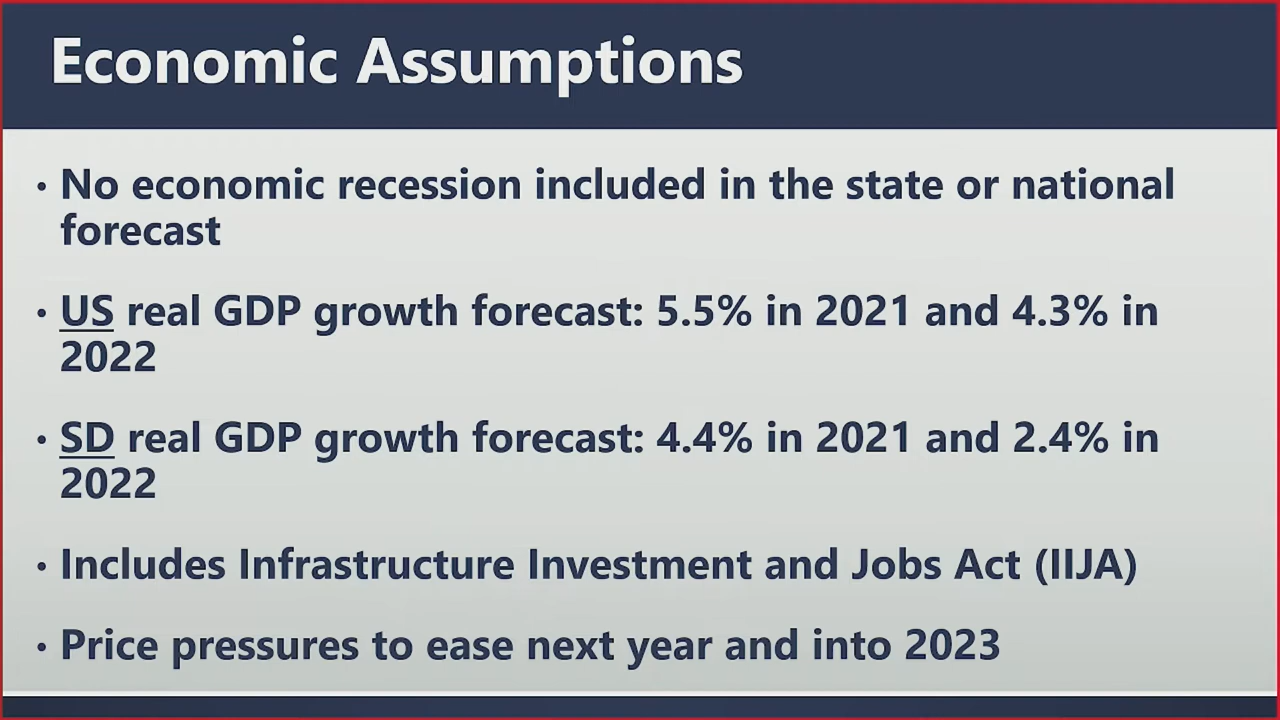 Economic Assumptions
• No economic recession included in the state or national
forecast
• US real GDP growth forecast: 5.5% in 2021 and 4.3% in
2022
• SD real GDP growth forecast: 4.4% in 2021 and 2.4% in
2022
• Includes Infrastructure Investment and Jobs Act (IIJA)
• Price pressures to ease next year and into 2023